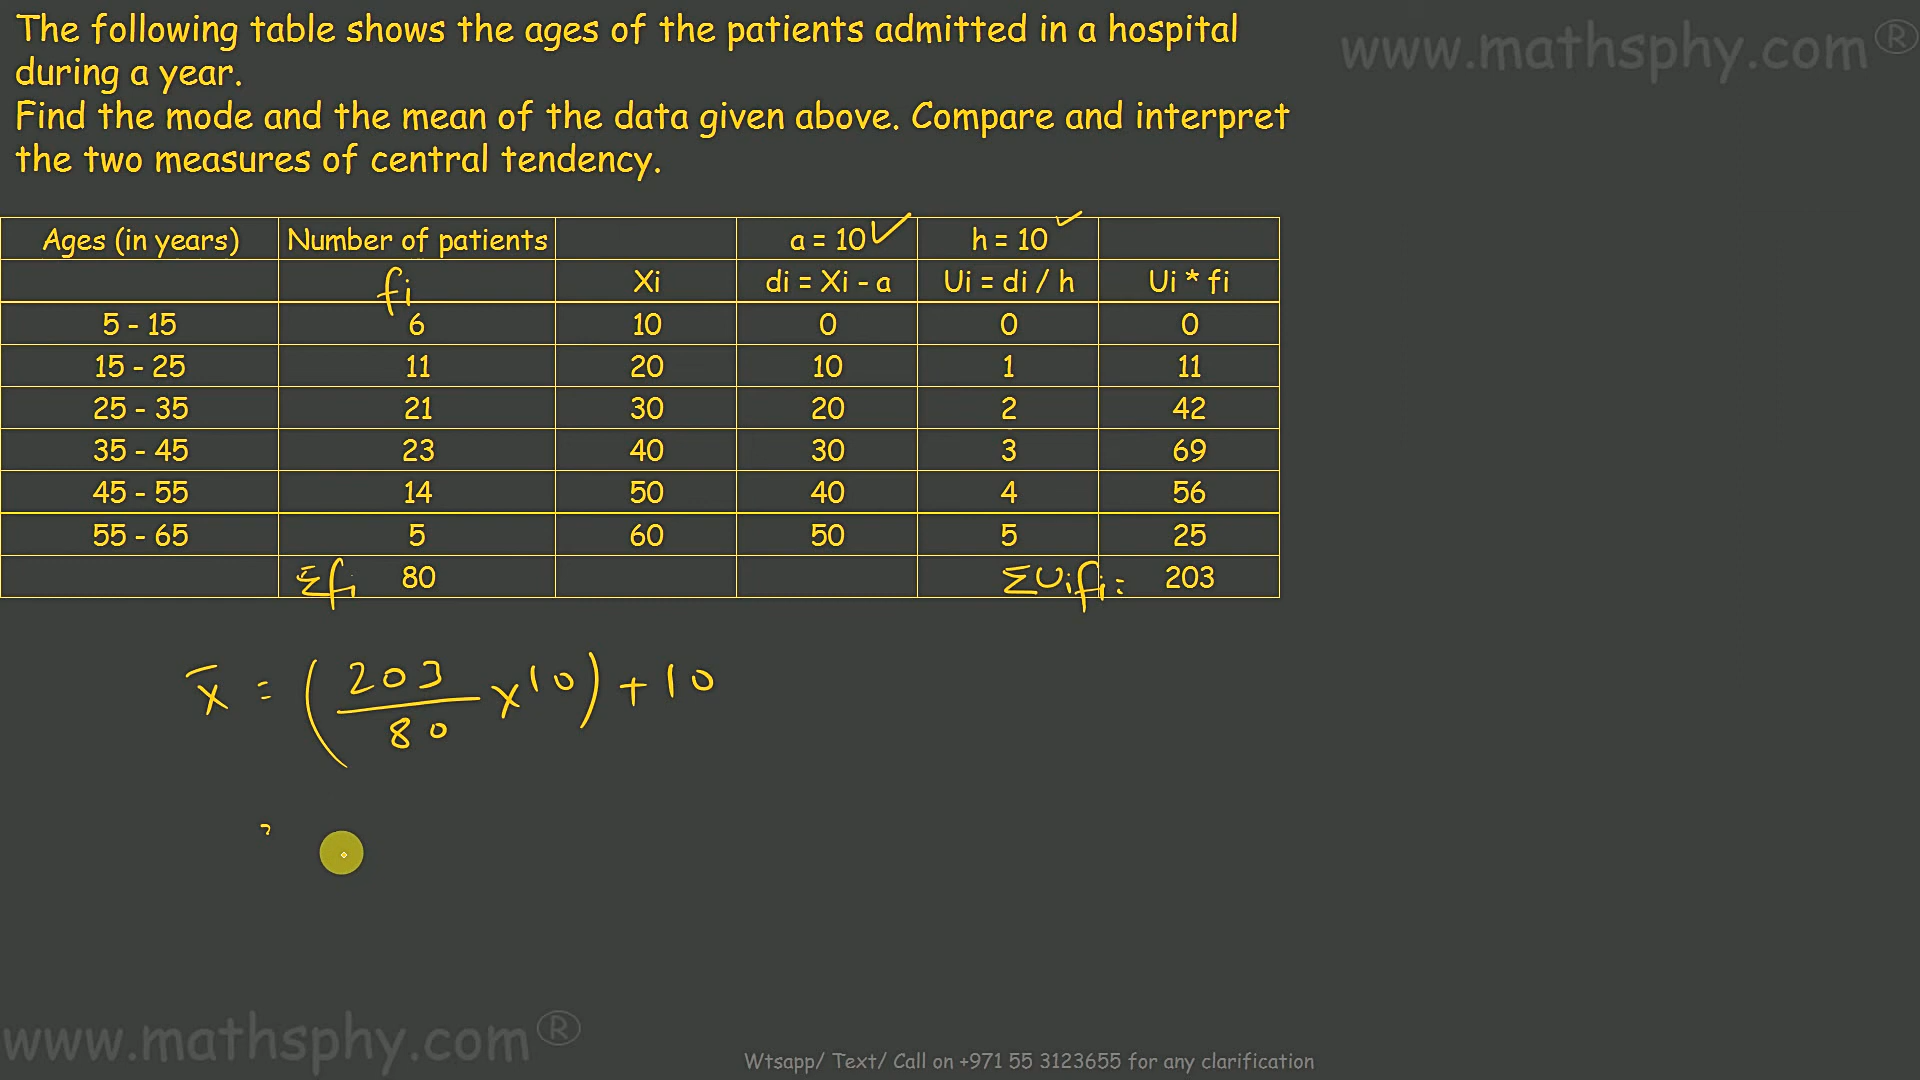 The following table shows the ages of the patients admitted in a hospital
www.mathsphy.com®
during a year.
Find the mode and the mean of the data given above. Compare and interpret
the two measures of central tendency.
Ages (in years) Number of patients a = 10 ✓ h = 10 ✓
fi Xi di = Xi - a Ui = di / h Ui * fi
5 - 15 6 10 0 0 0
15 - 25 11 20 10 1 11
25 - 35 21 30 20 2 42
35 - 45 23 40 30 3 69
45 - 55 14 50 40 4 56
55 - 65 5 60 50 5 25
Σfi 80 ΣUifi = 203
x̄ = (203/80 x 10) + 10
=
www.mathsphy.com®
Wtsapp/ Text/ Call on +971 55 3123655 for any clarification